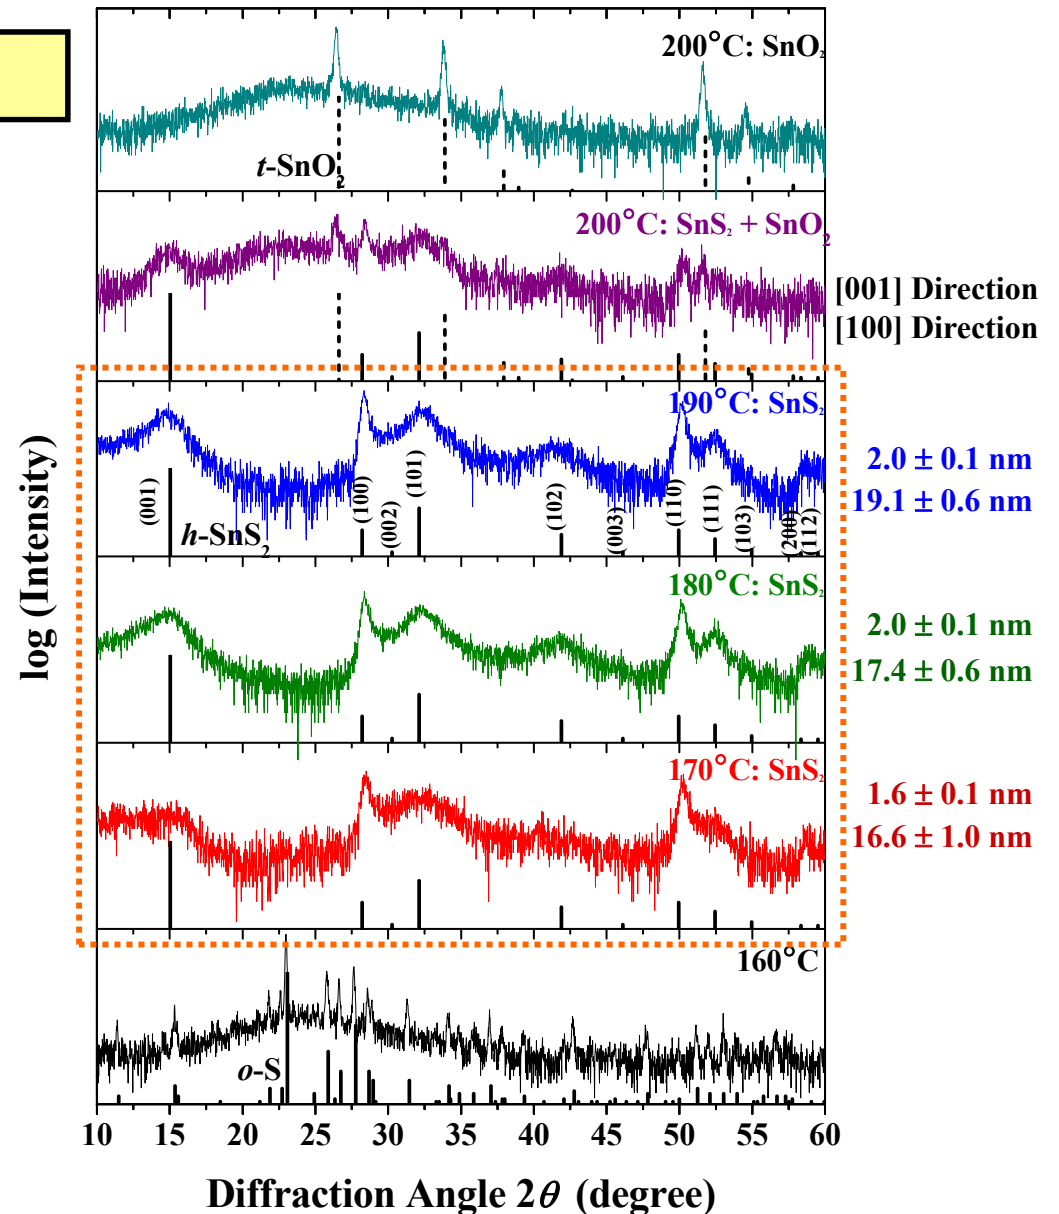 200°C: SnO₂
t-SnO₂
200°C: SnS₂ + SnO₂
[001] Direction
[100] Direction
190°C: SnS₂
2.0 ± 0.1 nm
19.1 ± 0.6 nm
(001)
(100)
(002)
(101)
(102)
(003)
(110)
(111)
(103)
(200)
(112)
h-SnS₂
180°C: SnS₂
2.0 ± 0.1 nm
17.4 ± 0.6 nm
170°C: SnS₂
1.6 ± 0.1 nm
16.6 ± 1.0 nm
160°C
o-S
log (Intensity)
10 15 20 25 30 35 40 45 50 55 60
Diffraction Angle 2θ (degree)